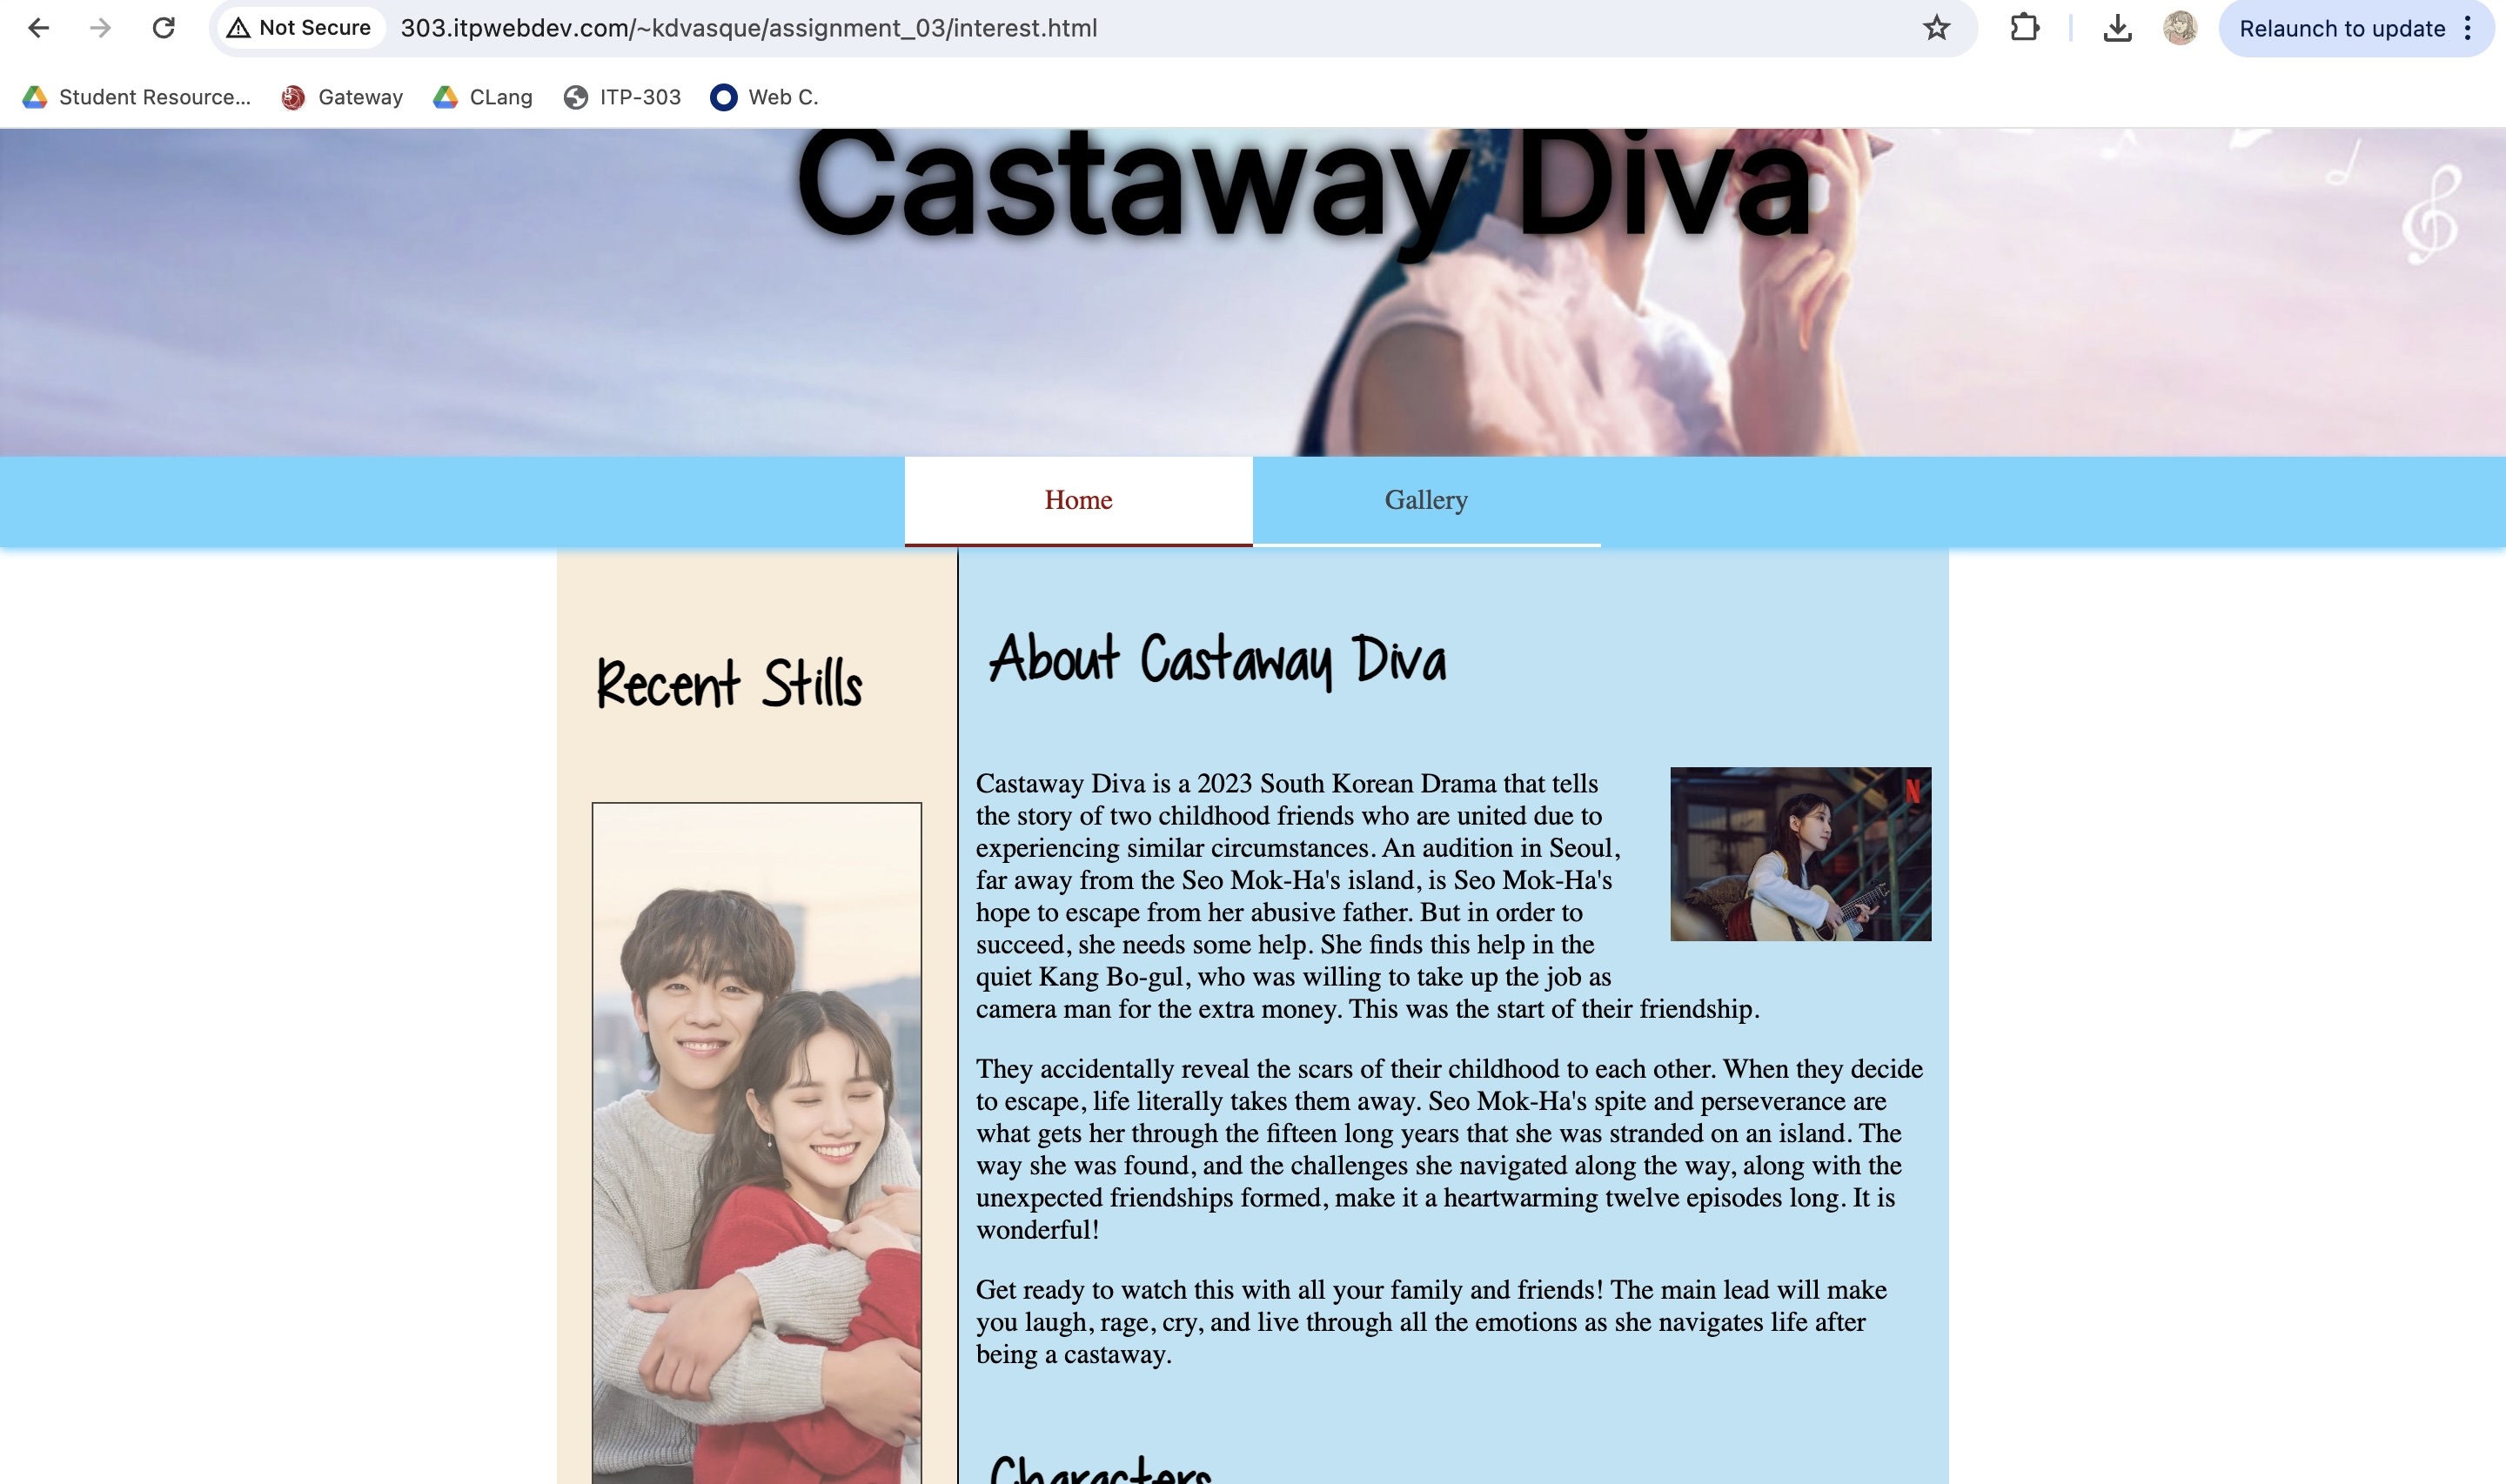 Not Secure
303.itpwebdev.com/~kdvasque/assignment_03/interest.html
Relaunch to update
Student Resource...
Gateway
CLang
ITP-303
Web C.
Castaway Diva
Home
Gallery
Recent Stills
About Castaway Diva
Castaway Diva is a 2023 South Korean Drama that tells
the story of two childhood friends who are united due to
experiencing similar circumstances. An audition in Seoul,
far away from the Seo Mok-Ha's island, is Seo Mok-Ha's
hope to escape from her abusive father. But in order to
succeed, she needs some help. She finds this help in the
quiet Kang Bo-gul, who was willing to take up the job as
camera man for the extra money. This was the start of their friendship.
N
They accidentally reveal the scars of their childhood to each other. When they decide
to escape, life literally takes them away. Seo Mok-Ha's spite and perseverance are
what gets her through the fifteen long years that she was stranded on an island. The
way she was found, and the challenges she navigated along the way, along with the
unexpected friendships formed, make it a heartwarming twelve episodes long. It is
wonderful!
Get ready to watch this with all your family and friends! The main lead will make
you laugh, rage, cry, and live through all the emotions as she navigates life after
being a castaway.
Characters